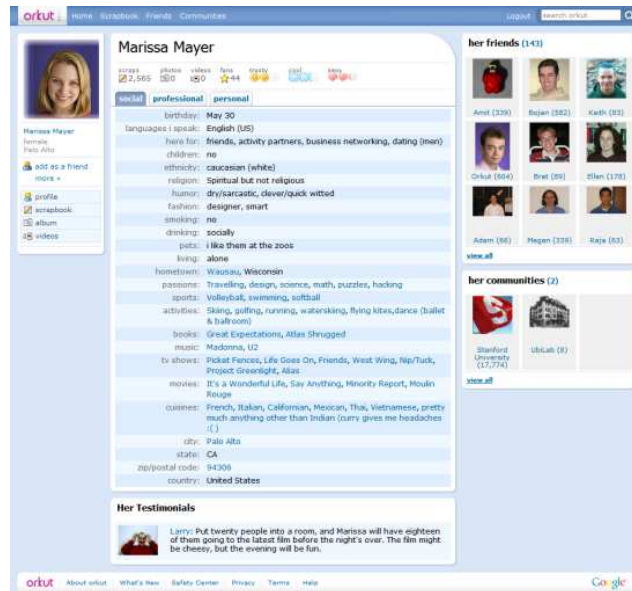 orkut Home Scrapbook Friends Communities Logout search orkut
Marissa Mayer
female
Palo Alto
add as a friend
more »
profile
scrapbook
album
videos
Marissa Mayer
scraps photos videos fans trusty cool sexy
2,565 0 0 44
social professional personal
birthday: May 30
languages i speak: English (US)
here for: friends, activity partners, business networking, dating (men)
children: no
ethnicity: caucasian (white)
religion: Spiritual but not religious
humor: dry/sarcastic, clever/quick witted
fashion: designer, smart
smoking: no
drinking: socially
pets: i like them at the zoos
living: alone
hometown: Wausau, Wisconsin
passions: Travelling, design, science, math, puzzles, hacking
sports: Volleyball, swimming, softball
activities: Skiing, golfing, running, waterskiing, flying kites,dance (ballet
& ballroom)
books: Great Expectations, Atlas Shrugged
music: Madonna, U2
tv shows: Picket Fences, Life Goes On, Friends, West Wing, Nip/Tuck,
Project Greenlight, Alias
movies: It's a Wonderful Life, Say Anything, Minority Report, Moulin
Rouge
cuisines: French, Italian, Californian, Mexican, Thai, Vietnamese, pretty
much anything other than Indian (curry gives me headaches
:( )
city: Palo Alto
state: CA
zip/postal code: 94306
country: United States
Her Testimonials
Larry: Put twenty people into a room, and Marissa will have eighteen
of them going to the latest film before the night's over. The film might
be cheesy, but the evening will be fun.
her friends (143)
Amit (339) Bojan (582) Keith (83)
Orkut (604) Bret (89) Ellen (178)
Adam (66) Megan (339) Raja (63)
view all
her communities (2)
Stanford
University
(17,774)
UbiLab (8)
view all
orkut About orkut What's New Safety Center Privacy Terms Help Google